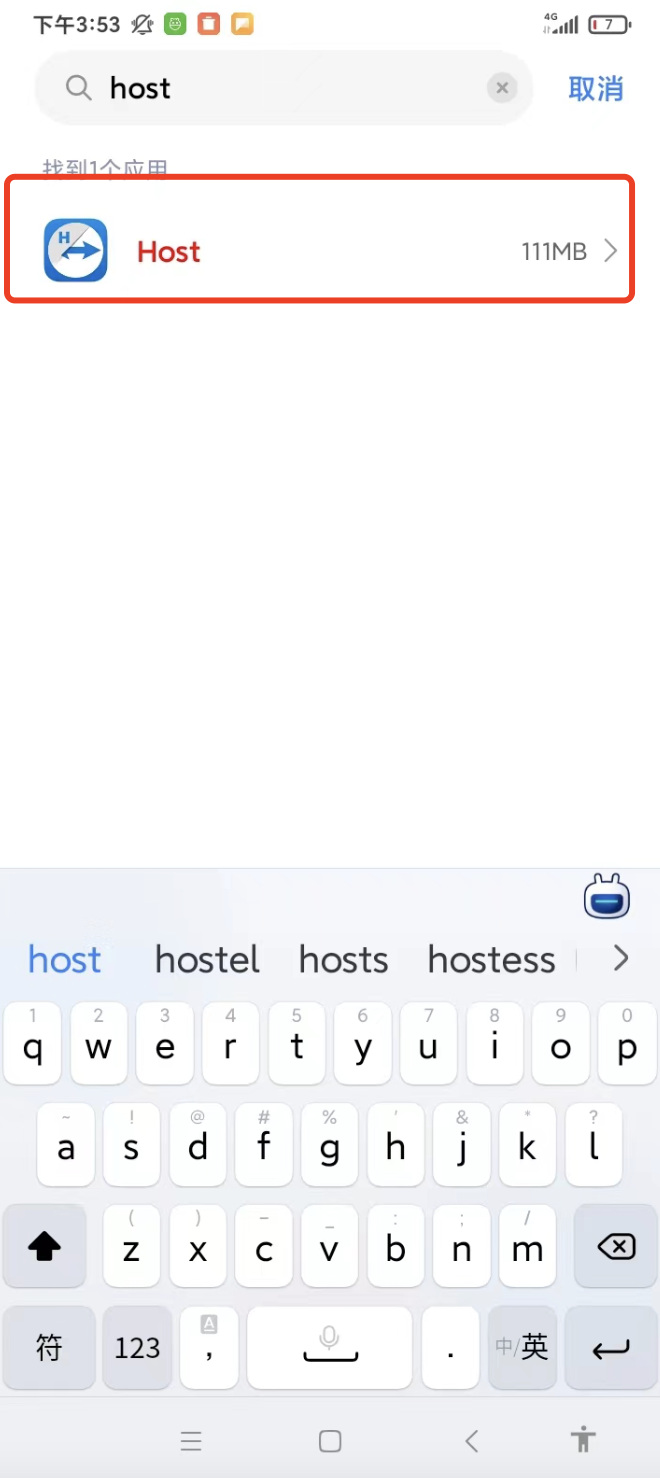 下午3:53 4G 7
host 取消
找到1个应用
H Host 111MB
host hostel hosts hostess
1 2 3 4 5 6 7 8 9 0
q w e r t y u i o p
~ ! @ # % ' & * ?
a s d f g h j k l
( ) – _ : ; /
z x c v b n m
符 123 A , . 中/英